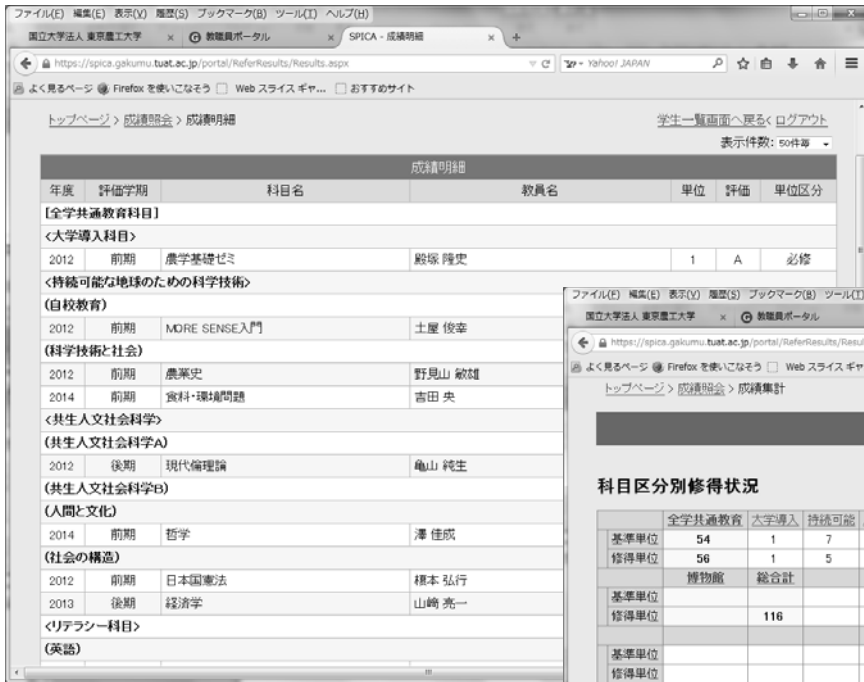 ファイル(F) 編集(E) 表示(V) 履歴(S) ブックマーク(B) ツール(T) ヘルプ(H)
国立大学法人 東京農工大学 × 教職員ポータル × SPICA - 成績明細 × +
https://spica.gakumu.tuat.ac.jp/portal/ReferResults/Results.aspx Yahoo! JAPAN
よく見るページ Firefox を使いこなそう Web スライス ギャ... おすすめサイト
トップページ > 成績照会 > 成績明細 学生一覧画面へ戻る< ログアウト
表示件数: 50件毎
成績明細
年度 評価学期 科目名 教員名 単位 評価 単位区分
[全学共通教育科目]
<大学導入科目>
2012 前期 農学基礎ゼミ 殿塚 隆史 1 A 必修
<持続可能な地球のための科学技術>
(自校教育)
2012 前期 MORE SENSE入門 土屋 俊幸
(科学技術と社会)
2012 前期 農業史 野見山 敏雄
2014 前期 食料・環境問題 吉田 央
<共生人文社会科学>
(共生人文社会科学A)
2012 後期 現代倫理論 亀山 純生
(共生人文社会科学B)
(人間と文化)
2014 前期 哲学 澤 佳成
(社会の構造)
2012 前期 日本国憲法 榎本 弘行
2013 後期 経済学 山崎 亮一
<リテラシー科目>
(英語)
ファイル(F) 編集(E) 表示(V) 履歴(S) ブックマーク(B) ツール(T)
国立大学法人 東京農工大学 × 教職員ポータル
https://spica.gakumu.tuat.ac.jp/portal/ReferResults/Resul
よく見るページ Firefox を使いこなそう Web スライス ギャ
トップページ > 成績照会 > 成績集計
科目区分別修得状況
全学共通教育 大学導入 持続可能
基準単位 54 1 7
修得単位 56 1 5
博物館 総合計
基準単位
修得単位 116
基準単位
修得単位